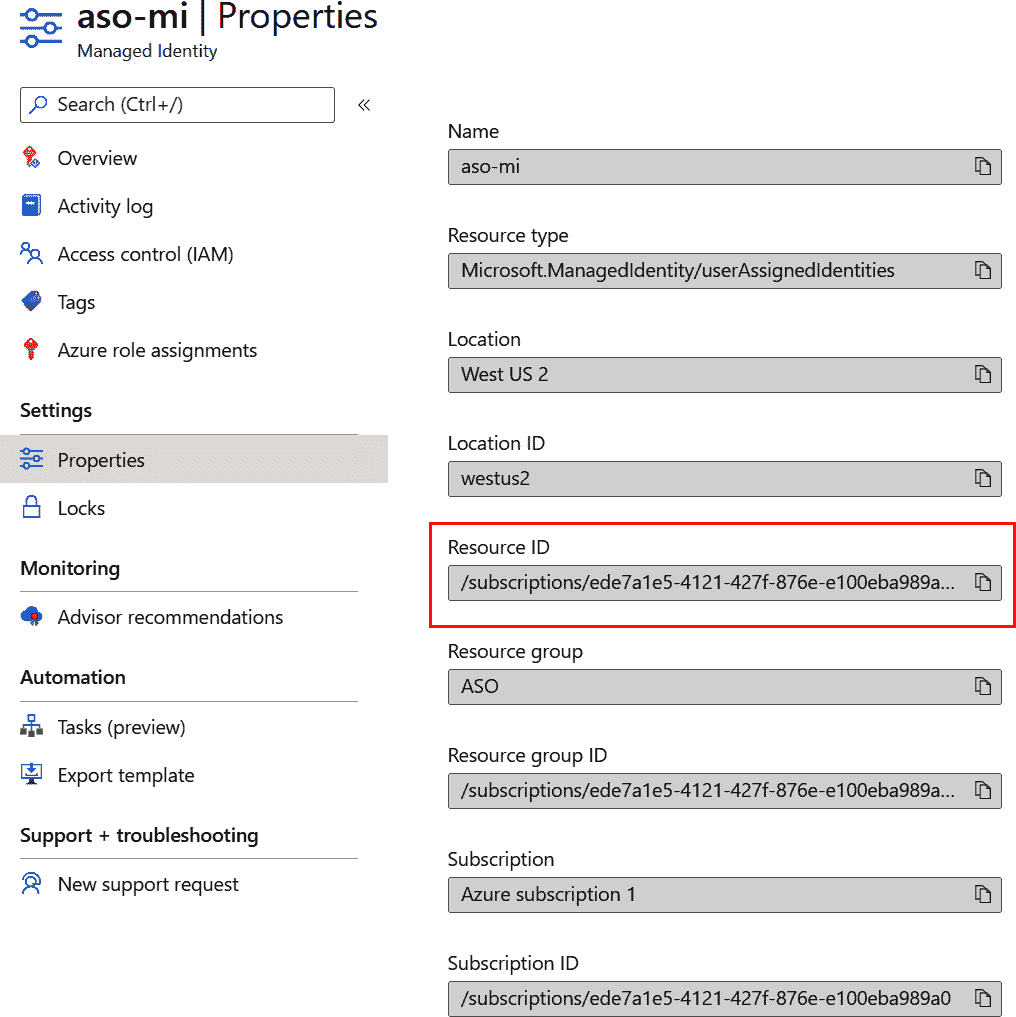 aso-mi | Properties
Managed Identity
Search (Ctrl+/)
«
Overview
Activity log
Access control (IAM)
Tags
Azure role assignments
Settings
Properties
Locks
Monitoring
Advisor recommendations
Automation
Tasks (preview)
Export template
Support + troubleshooting
New support request
Name
aso-mi
Resource type
Microsoft.ManagedIdentity/userAssignedIdentities
Location
West US 2
Location ID
westus2
Resource ID
/subscriptions/ede7a1e5-4121-427f-876e-e100eba989a...
Resource group
ASO
Resource group ID
/subscriptions/ede7a1e5-4121-427f-876e-e100eba989a...
Subscription
Azure subscription 1
Subscription ID
/subscriptions/ede7a1e5-4121-427f-876e-e100eba989a0